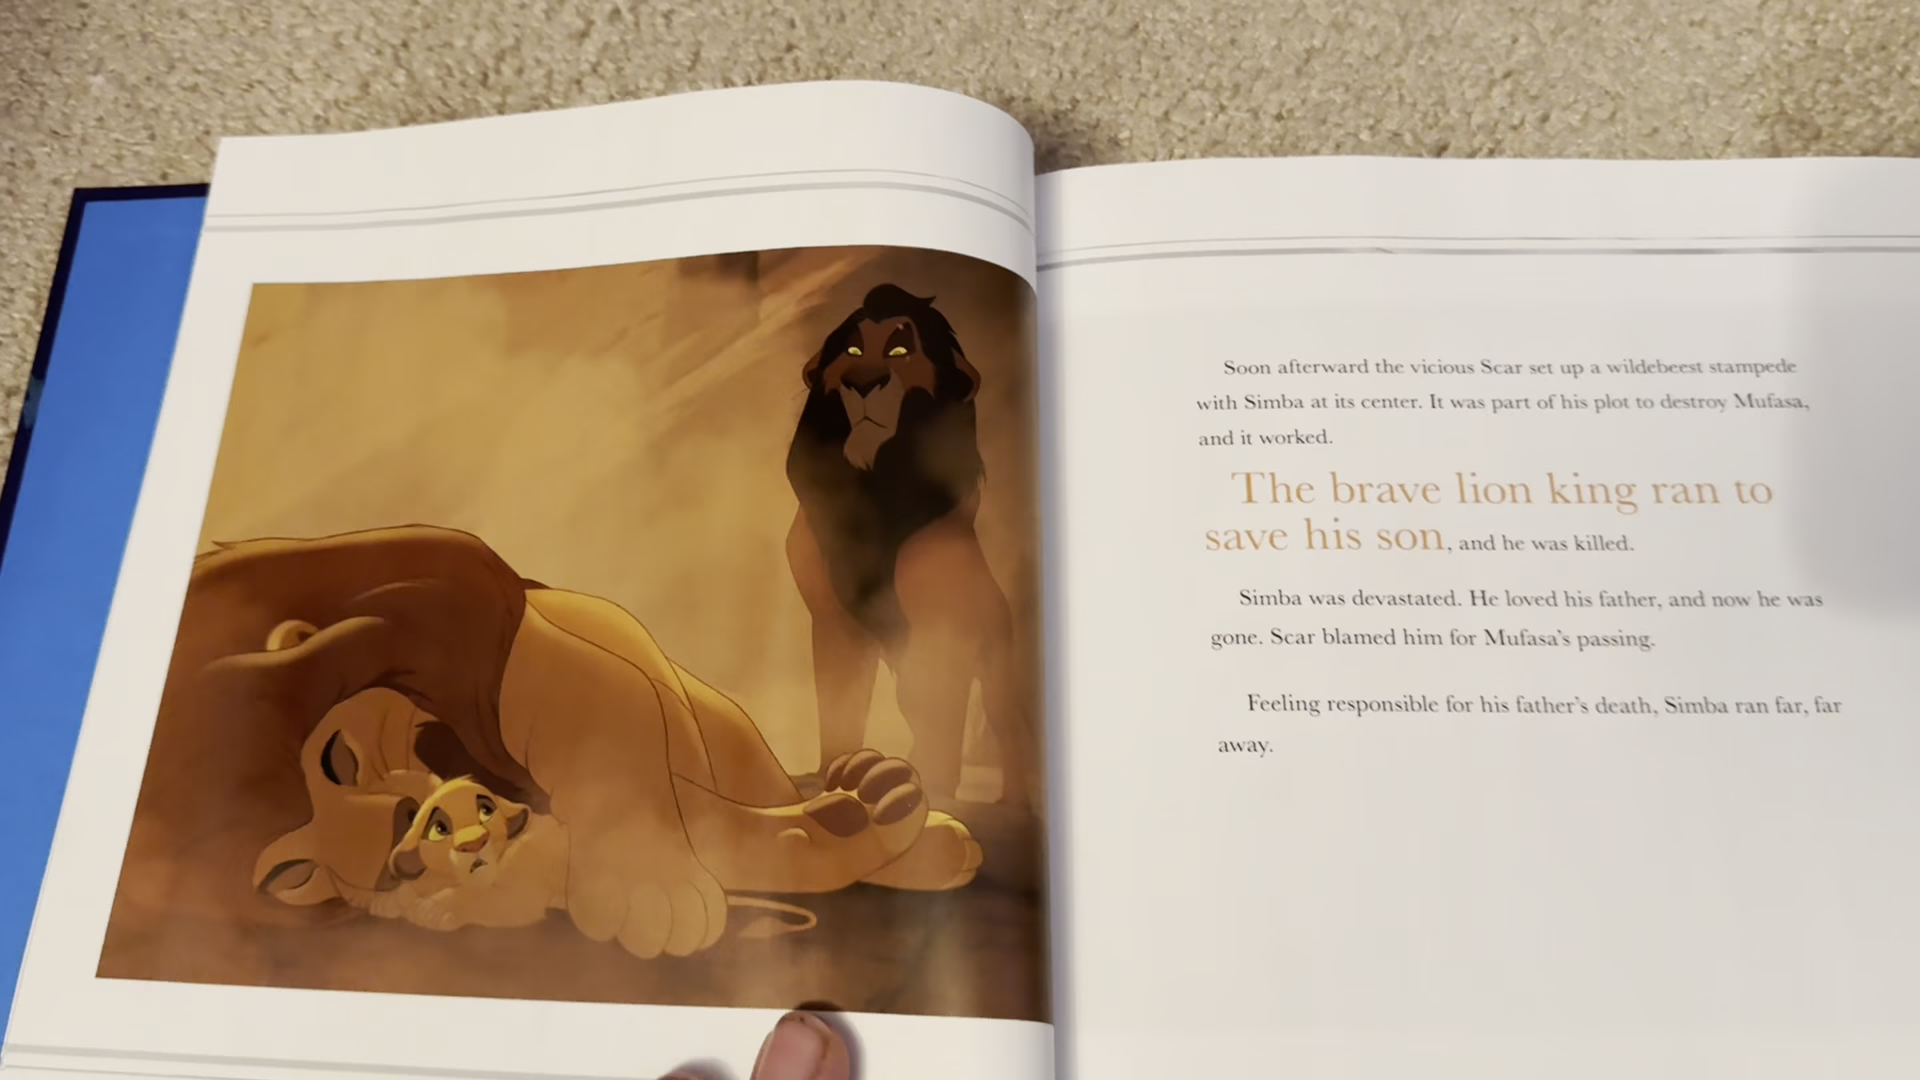 Soon afterward the vicious Scar set up a wildebeest stampede
with Simba at its center. It was part of his plot to destroy Mufasa,
and it worked.
The brave lion king ran to
save his son, and he was killed.
Simba was devastated. He loved his father, and now he was
gone. Scar blamed him for Mufasa’s passing.
Feeling responsible for his father’s death, Simba ran far, far
away.